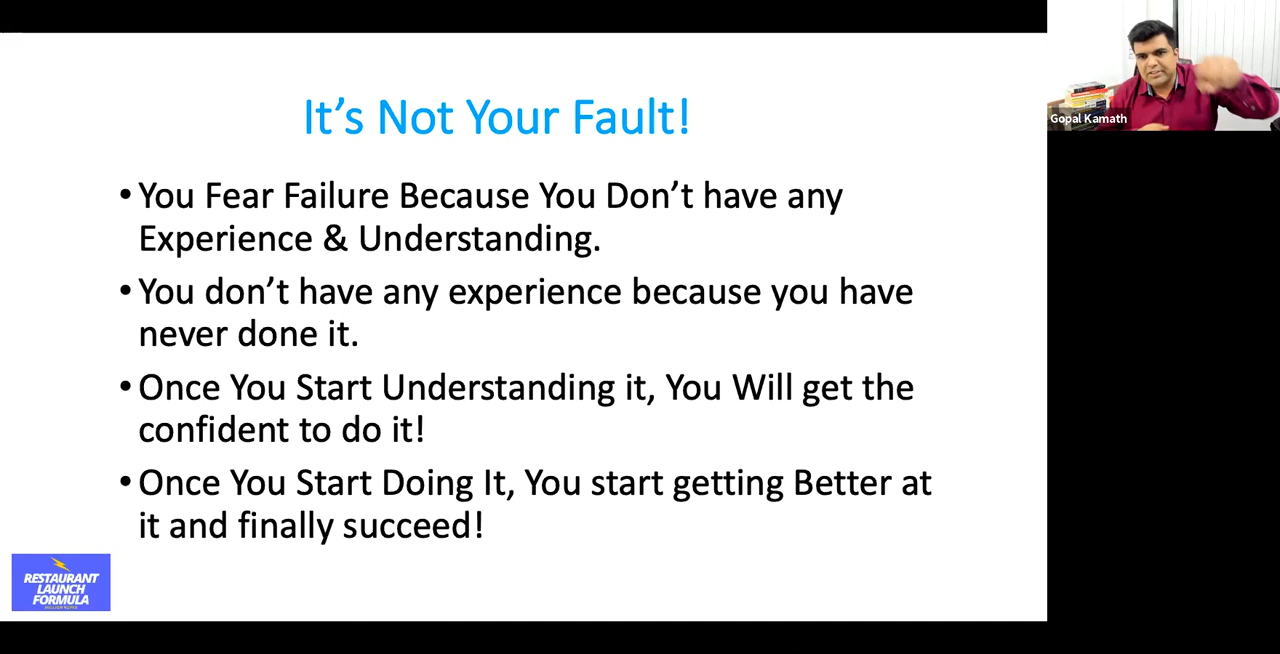 It's Not Your Fault!
• You Fear Failure Because You Don't have any
Experience & Understanding.
• You don't have any experience because you have
never done it.
• Once You Start Understanding it, You Will get the
confident to do it!
• Once You Start Doing It, You start getting Better at
it and finally succeed!
RESTAURANT
LAUNCH
FORMULA
Gopal Kamath